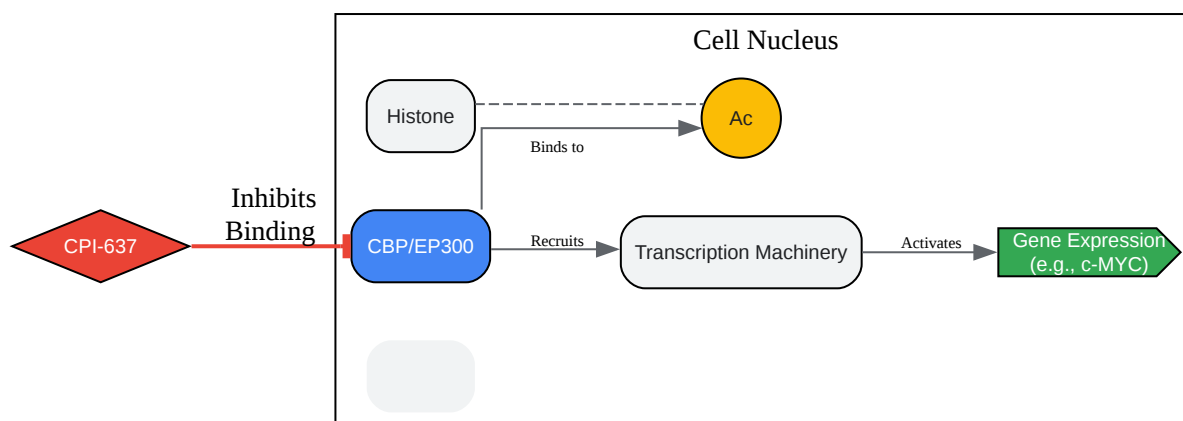 Cell Nucleus
Histone
Ac
Binds to
Inhibits
Binding
CPI-637
CBP/EP300
Recruits
Transcription Machinery
Activates
Gene Expression
(e.g., c-MYC)